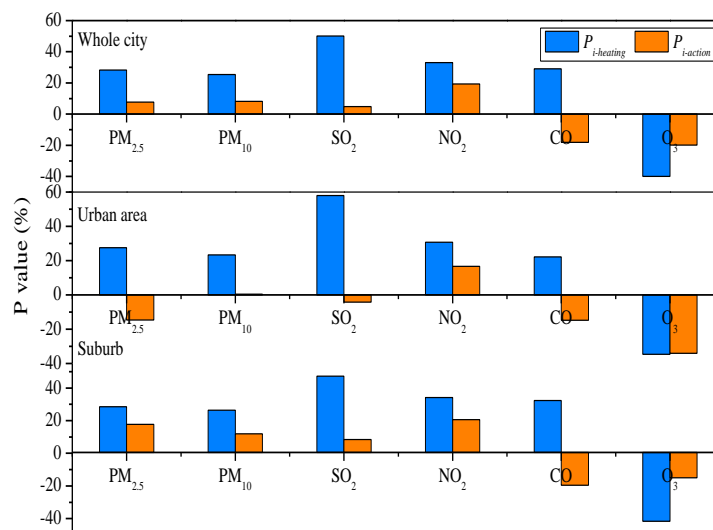 60
Whole city
P i-heating
P i-action
40
20
0
-20
-40
PM2.5
PM10
SO2
NO2
CO
O3
P value (%)
60
Urban area
40
20
0
-20
-40
PM2.5
PM10
SO2
NO2
CO
O3
Suburb
40
20
0
-20
-40
PM2.5
PM10
SO2
NO2
CO
O3